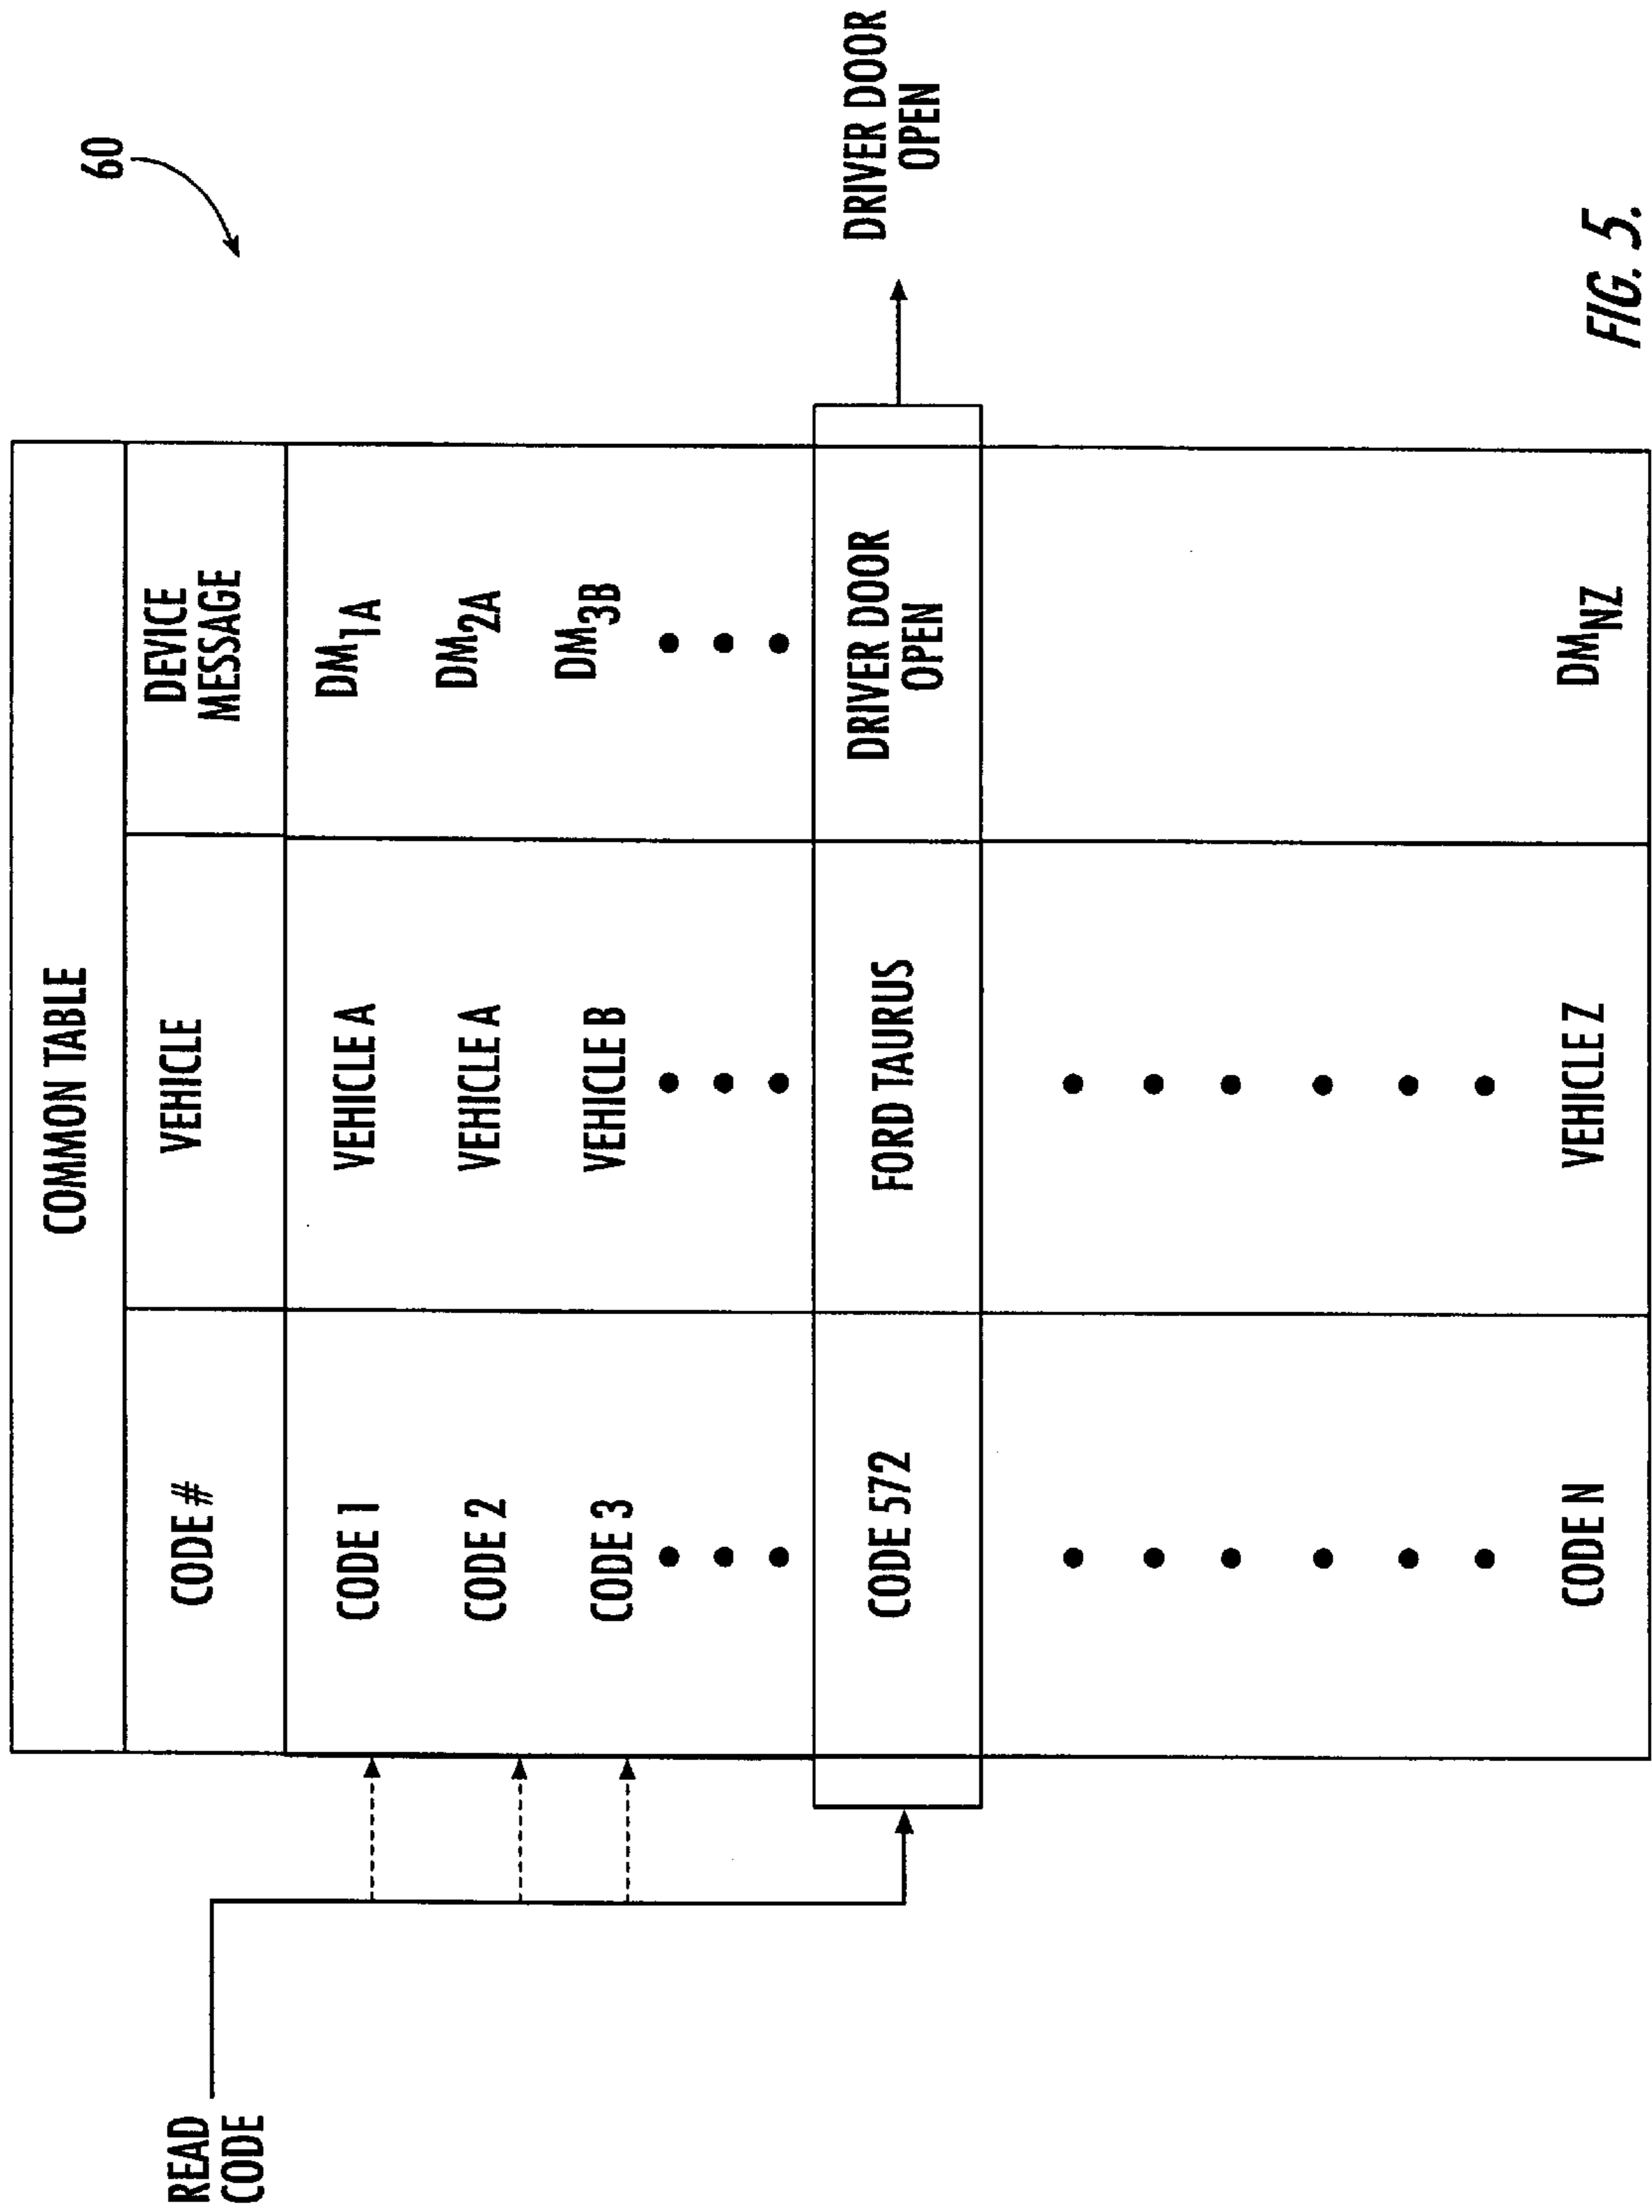 60
COMMON TABLE
CODE #
VEHICLE
DEVICE
MESSAGE
READ
CODE
CODE 1
VEHICLE A
DM1A
CODE 2
VEHICLE A
DM2A
CODE 3
VEHICLE B
DM3B
CODE 572
FORD TAURUS
DRIVER DOOR
OPEN
DRIVER DOOR
OPEN
CODE N
VEHICLE Z
DMNZ
FIG. 5.